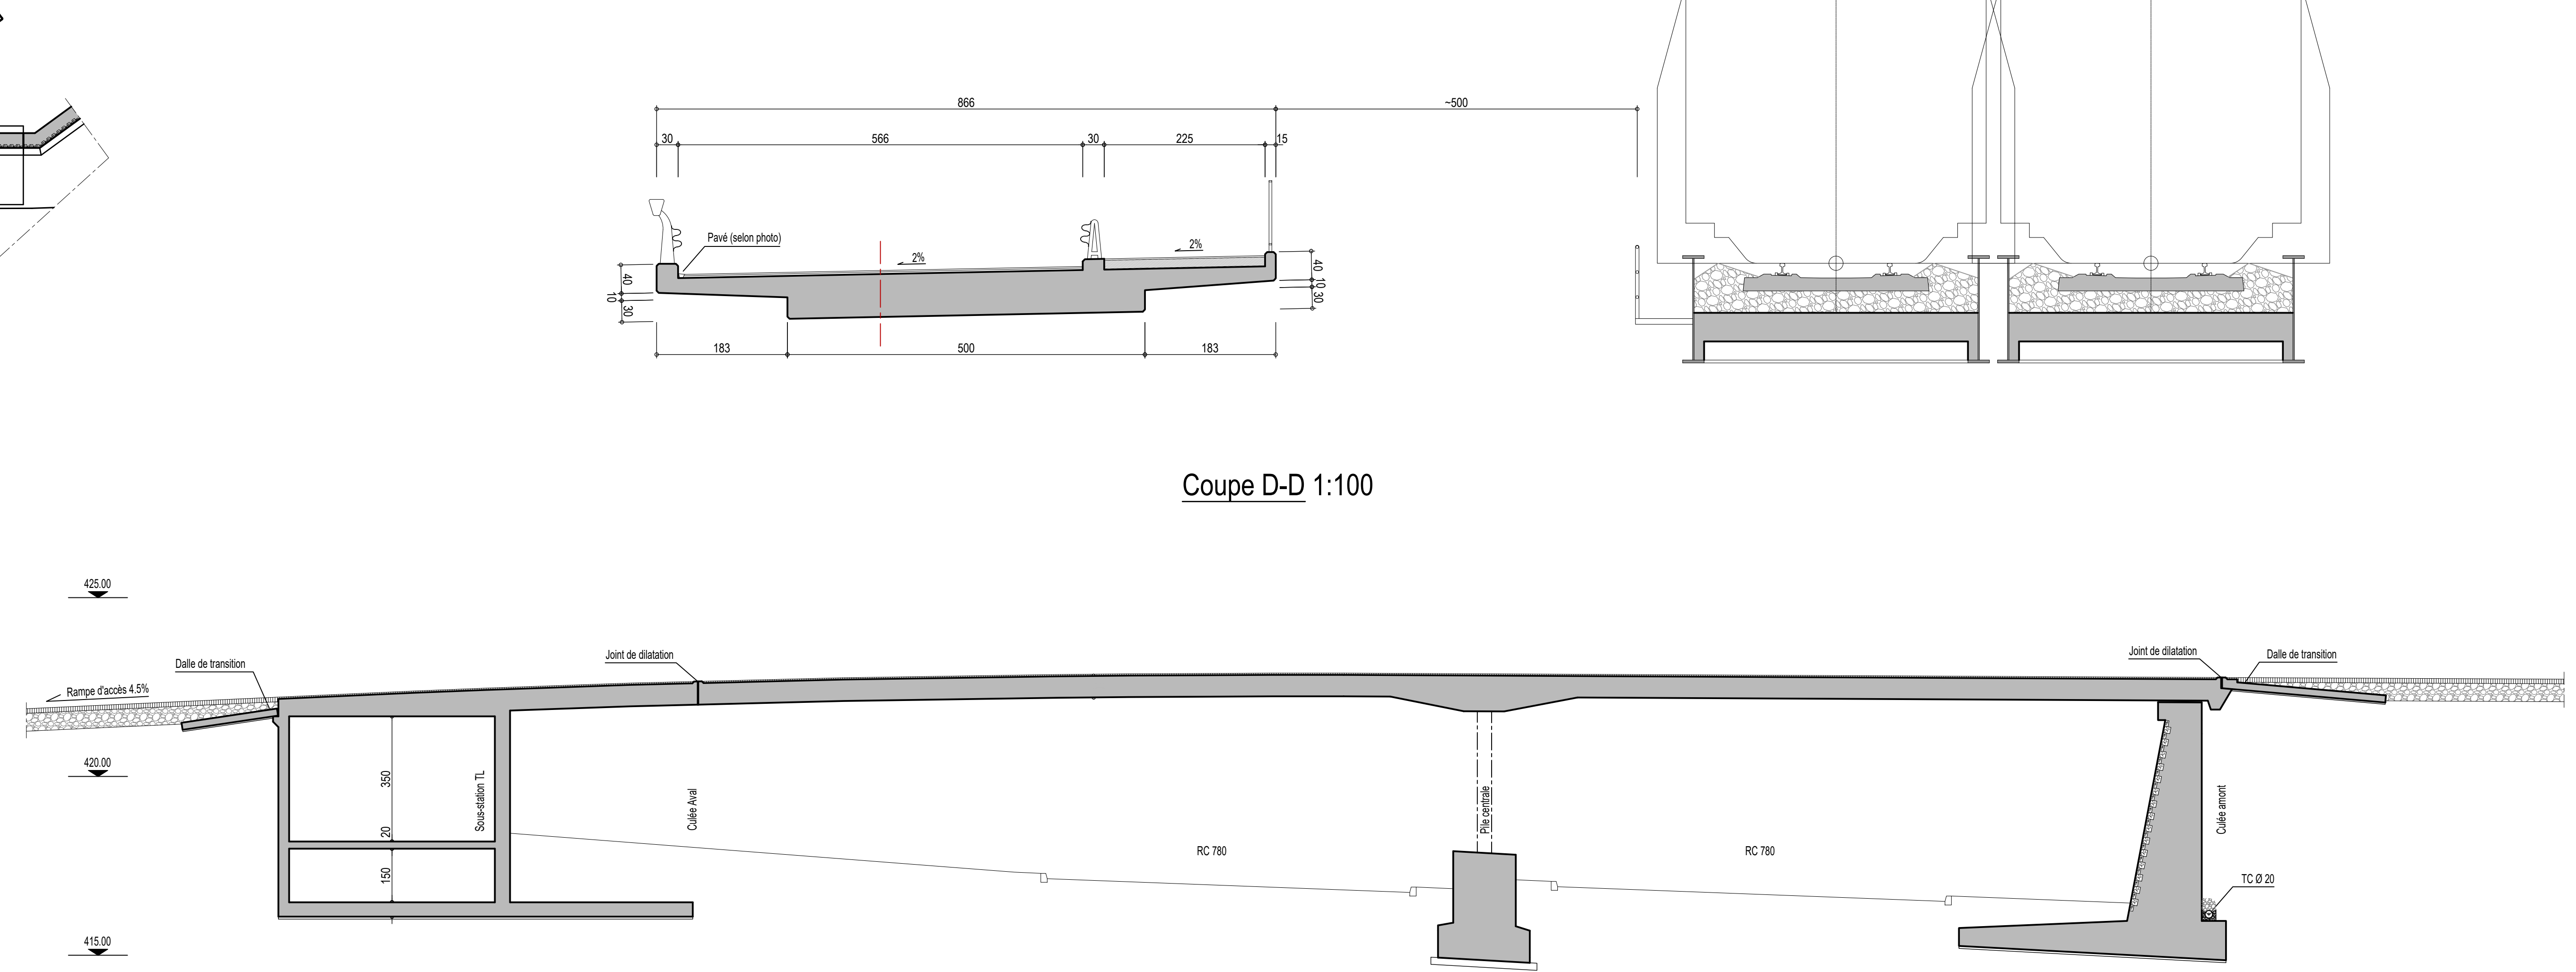 866
~500
30
566
30
225
15
Pavé (selon photo)
2%
2%
40
10
30
40
10
30
183
500
183
Coupe D-D 1:100
425.00
Dalle de transition
Joint de dilatation
Joint de dilatation
Dalle de transition
Rampe d'accès 4.5%
420.00
350
Sous-station TL
Culée Aval
Pile centrale
Culée amont
20
RC 780
RC 780
150
TC Ø 20
415.00